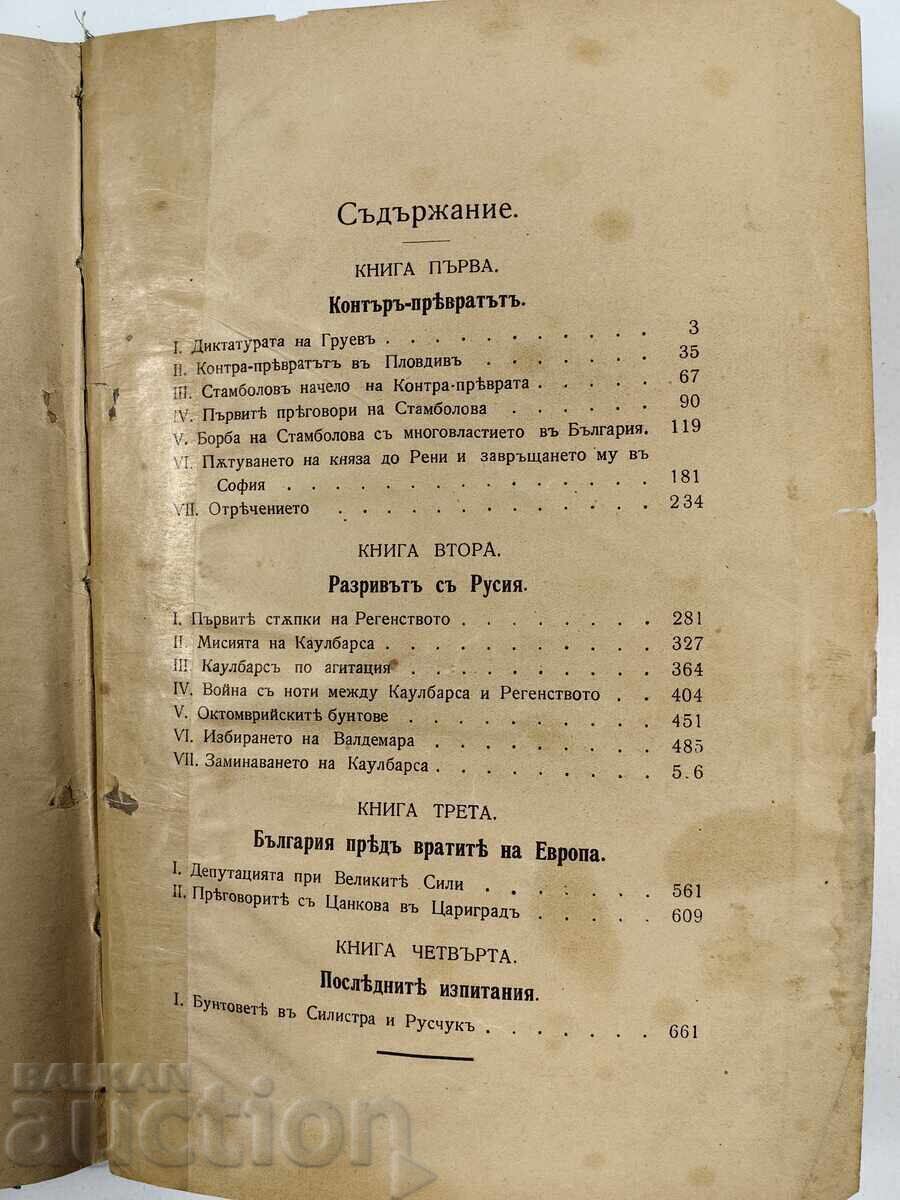 Съдържание.
КНИГА ПЪРВА.
Контъръ-прѣвратътъ.
I. Диктатурата на Груевъ . . . . . . . . . . . 3
II. Контра-прѣвратътъ въ Пловдивъ . . . . . . . 35
III. Стамболовъ начело на Контра-прѣврата . . . . . 67
IV. Първитѣ прѣговори на Стамболова . . . . . . 90
V. Борба на Стамболова съ многовластието въ България. 119
VI. Пѫтуването на княза до Рени и завръщането му въ
София . . . . . . . . . . . . . . . 181
VII. Отрѣчението . . . . . . . . . . . . . 234
КНИГА ВТОРА.
Разривътъ съ Русия.
I. Първитѣ стѫпки на Регенството . . . . . . . . 281
II. Мисията на Каулбарса . . . . . . . . . . . 327
III. Каулбарсъ по агитация . . . . . . . . . . 364
IV. Война съ ноти между Каулбарса и Регенството . . 404
V. Октомврийскитѣ бунтове . . . . . . . . . . 451
VI. Избирането на Валдемара . . . . . . . . . 485
VII. Заминаването на Каулбарса . . . . . . . . . 5.6
КНИГА ТРЕТА.
България прѣдъ вратитѣ на Европа.
I. Депутацията при Великитѣ Сили . . . . . . . 561
II. Прѣговоритѣ съ Цанкова въ Цариградъ . . . . . 609
КНИГА ЧЕТВЪРТА.
Послѣднитѣ изпитания.
I. Бунтоветѣ въ Силистра и Русчукъ . . . . . . . 661
BALKAN
auction